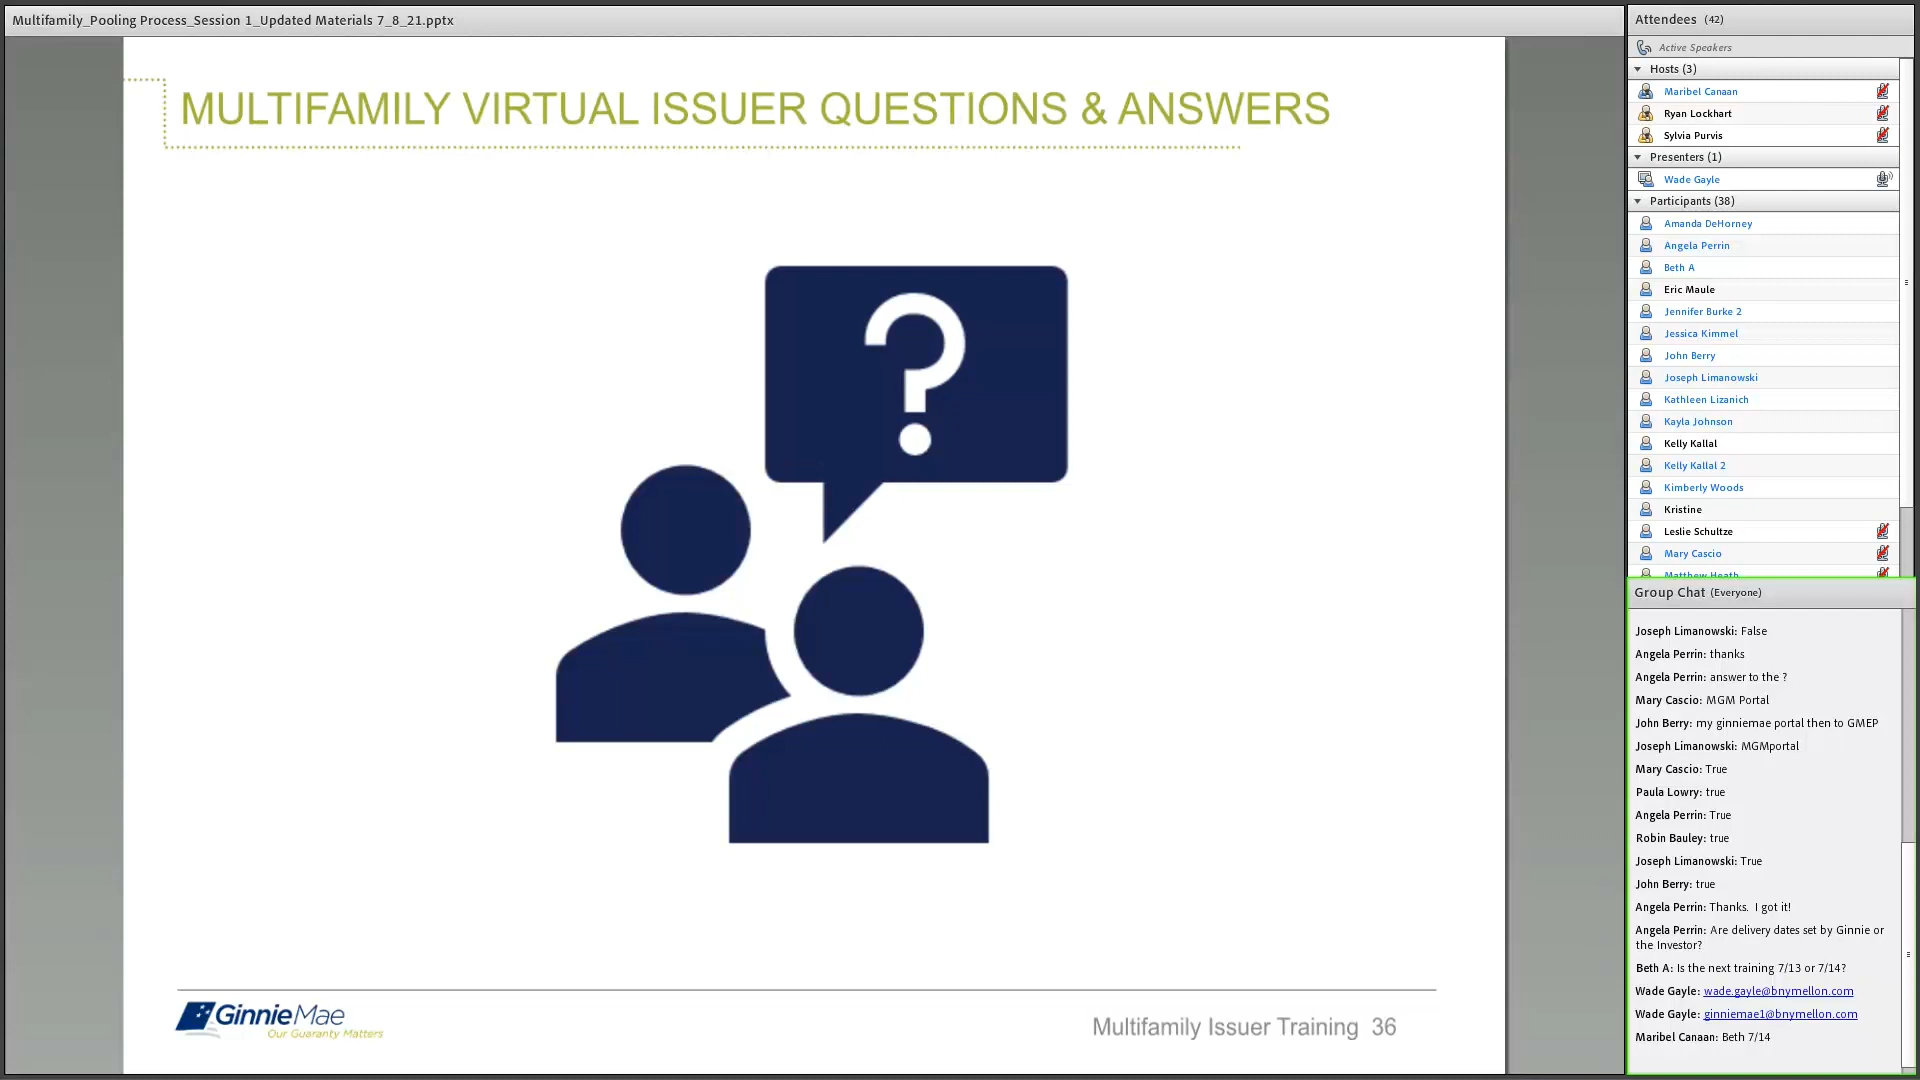 Multifamily_Pooling Process_Session 1_Updated Materials 7_8_21.pptx
MULTIFAMILY VIRTUAL ISSUER QUESTIONS & ANSWERS
?
GinnieMae
Our Guaranty Matters
Multifamily Issuer Training 36
Attendees (42)
Active Speakers
Hosts (3)
Maribel Canaan
Ryan Lockhart
Sylvia Purvis
Presenters (1)
Wade Gayle
Participants (38)
Amanda DeHorney
Angela Perrin
Beth A
Eric Maule
Jennifer Burke 2
Jessica Kimmel
John Berry
Joseph Limanowski
Kathleen Lizanich
Kayla Johnson
Kelly Kallal
Kelly Kallal 2
Kimberly Woods
Kristine
Leslie Schultze
Mary Cascio
Matthew Heath
Group Chat (Everyone)
Joseph Limanowski: False
Angela Perrin: thanks
Angela Perrin: answer to the ?
Mary Cascio: MGM Portal
John Berry: my ginniemae portal then to GMEP
Joseph Limanowski: MGMportal
Mary Cascio: True
Paula Lowry: true
Angela Perrin: True
Robin Bauley: true
Joseph Limanowski: True
John Berry: true
Angela Perrin: Thanks. I got it!
Angela Perrin: Are delivery dates set by Ginnie or
the Investor?
Beth A: Is the next training 7/13 or 7/14?
Wade Gayle: wade.gayle@bnymellon.com
Wade Gayle: ginniemae1@bnymellon.com
Maribel Canaan: Beth 7/14